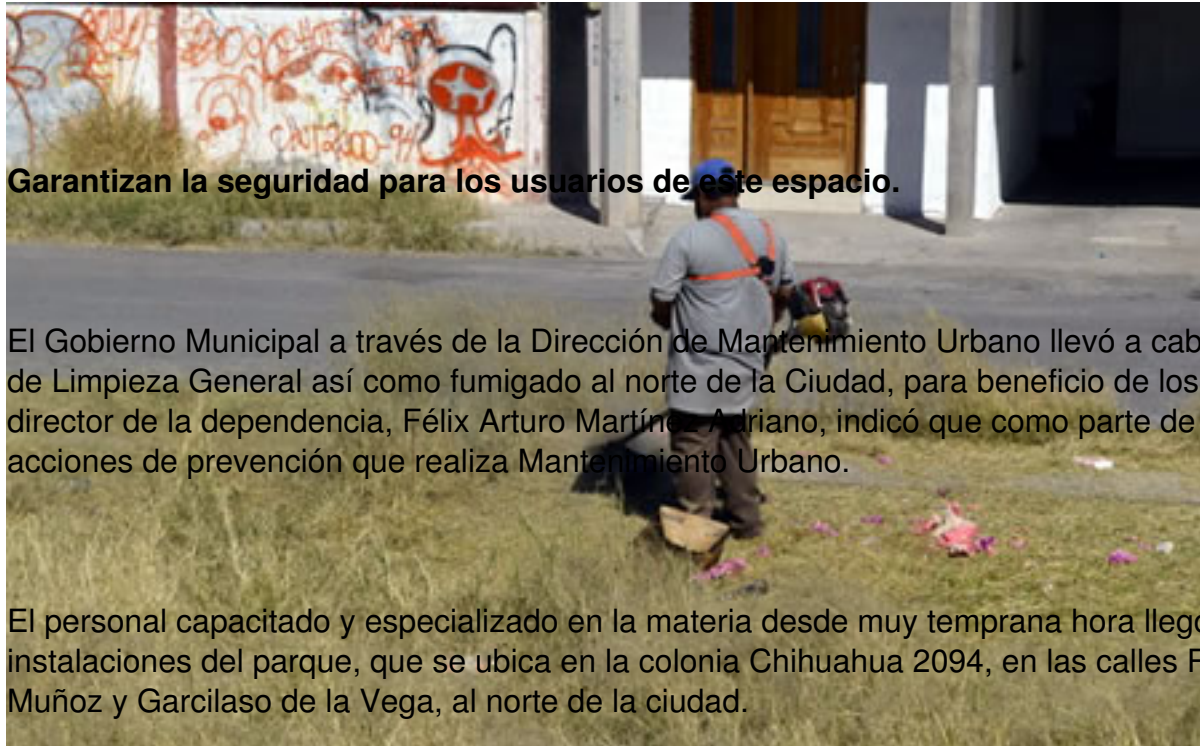 Garantizan la seguridad para los usuarios de este espacio.
El Gobierno Municipal a través de la Dirección de Mantenimiento Urbano llevó a cab
de Limpieza General así como fumigado al norte de la Ciudad, para beneficio de los
director de la dependencia, Félix Arturo Martínez Adriano, indicó que como parte de
acciones de prevención que realiza Mantenimiento Urbano.
El personal capacitado y especializado en la materia desde muy temprana hora lleg
instalaciones del parque, que se ubica en la colonia Chihuahua 2094, en las calles
Muñoz y Garcilaso de la Vega, al norte de la ciudad.